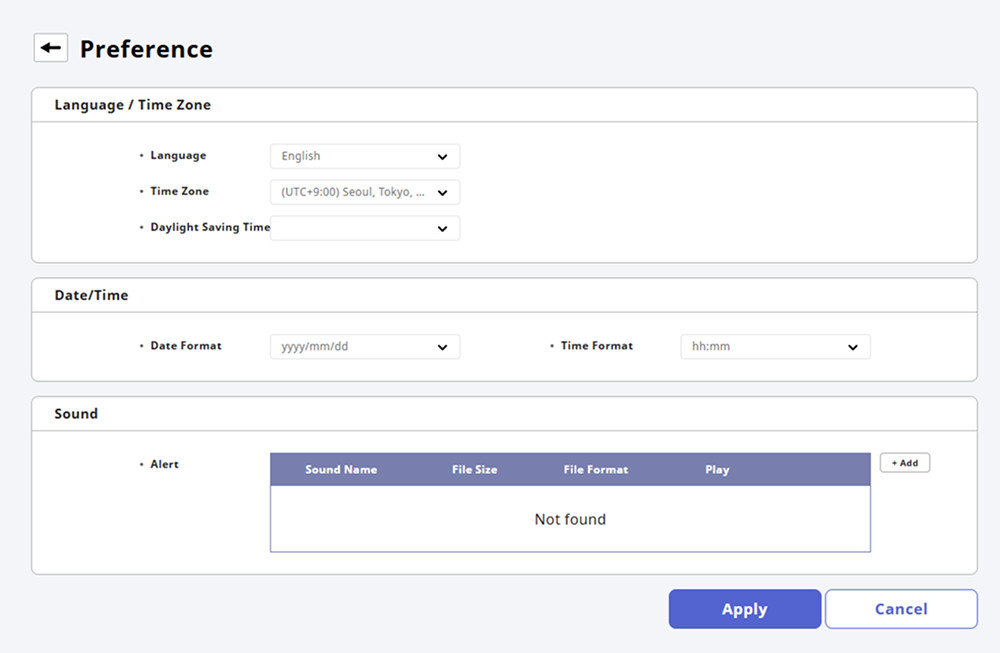 Preference
Language / Time Zone
• Language English
• Time Zone (UTC+9:00) Seoul, Tokyo, ...
• Daylight Saving Time
Date/Time
• Date Format yyyy/mm/dd • Time Format hh:mm
Sound
• Alert Sound Name File Size File Format Play + Add
Not found
Apply Cancel